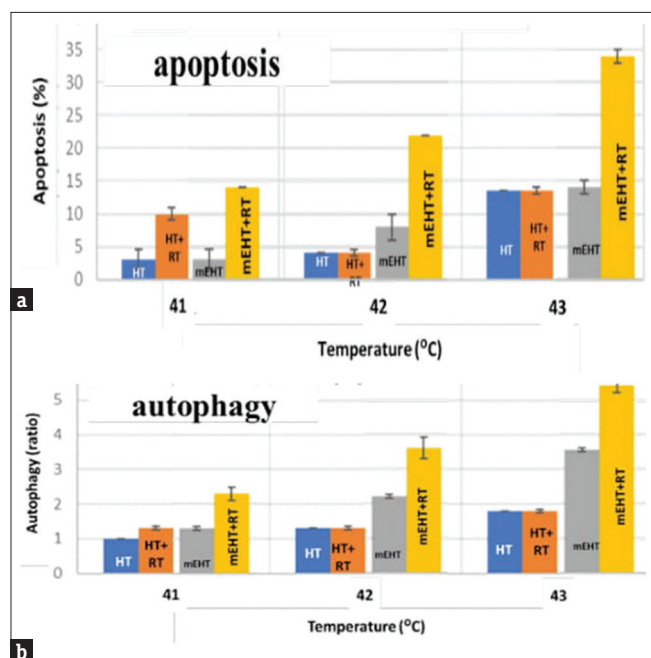 apoptosis
Apoptosis (%)
35
30
25
20
15
10
5
0
HT
HT+
RT
mEHT
mEHT+RT
HT
HT+
RT
mEHT
mEHT+RT
HT
HT+
RT
mEHT
mEHT+RT
41 42 43
Temperature (ºC)
a
autophagy
Autophagy (ratio)
5
4
3
2
1
0
HT
HT+
RT
mEHT
mEHT+RT
HT
HT+
RT
mEHT
mEHT+RT
HT
HT+
RT
mEHT
mEHT+RT
41 42 43
Temperature (ºC)
b